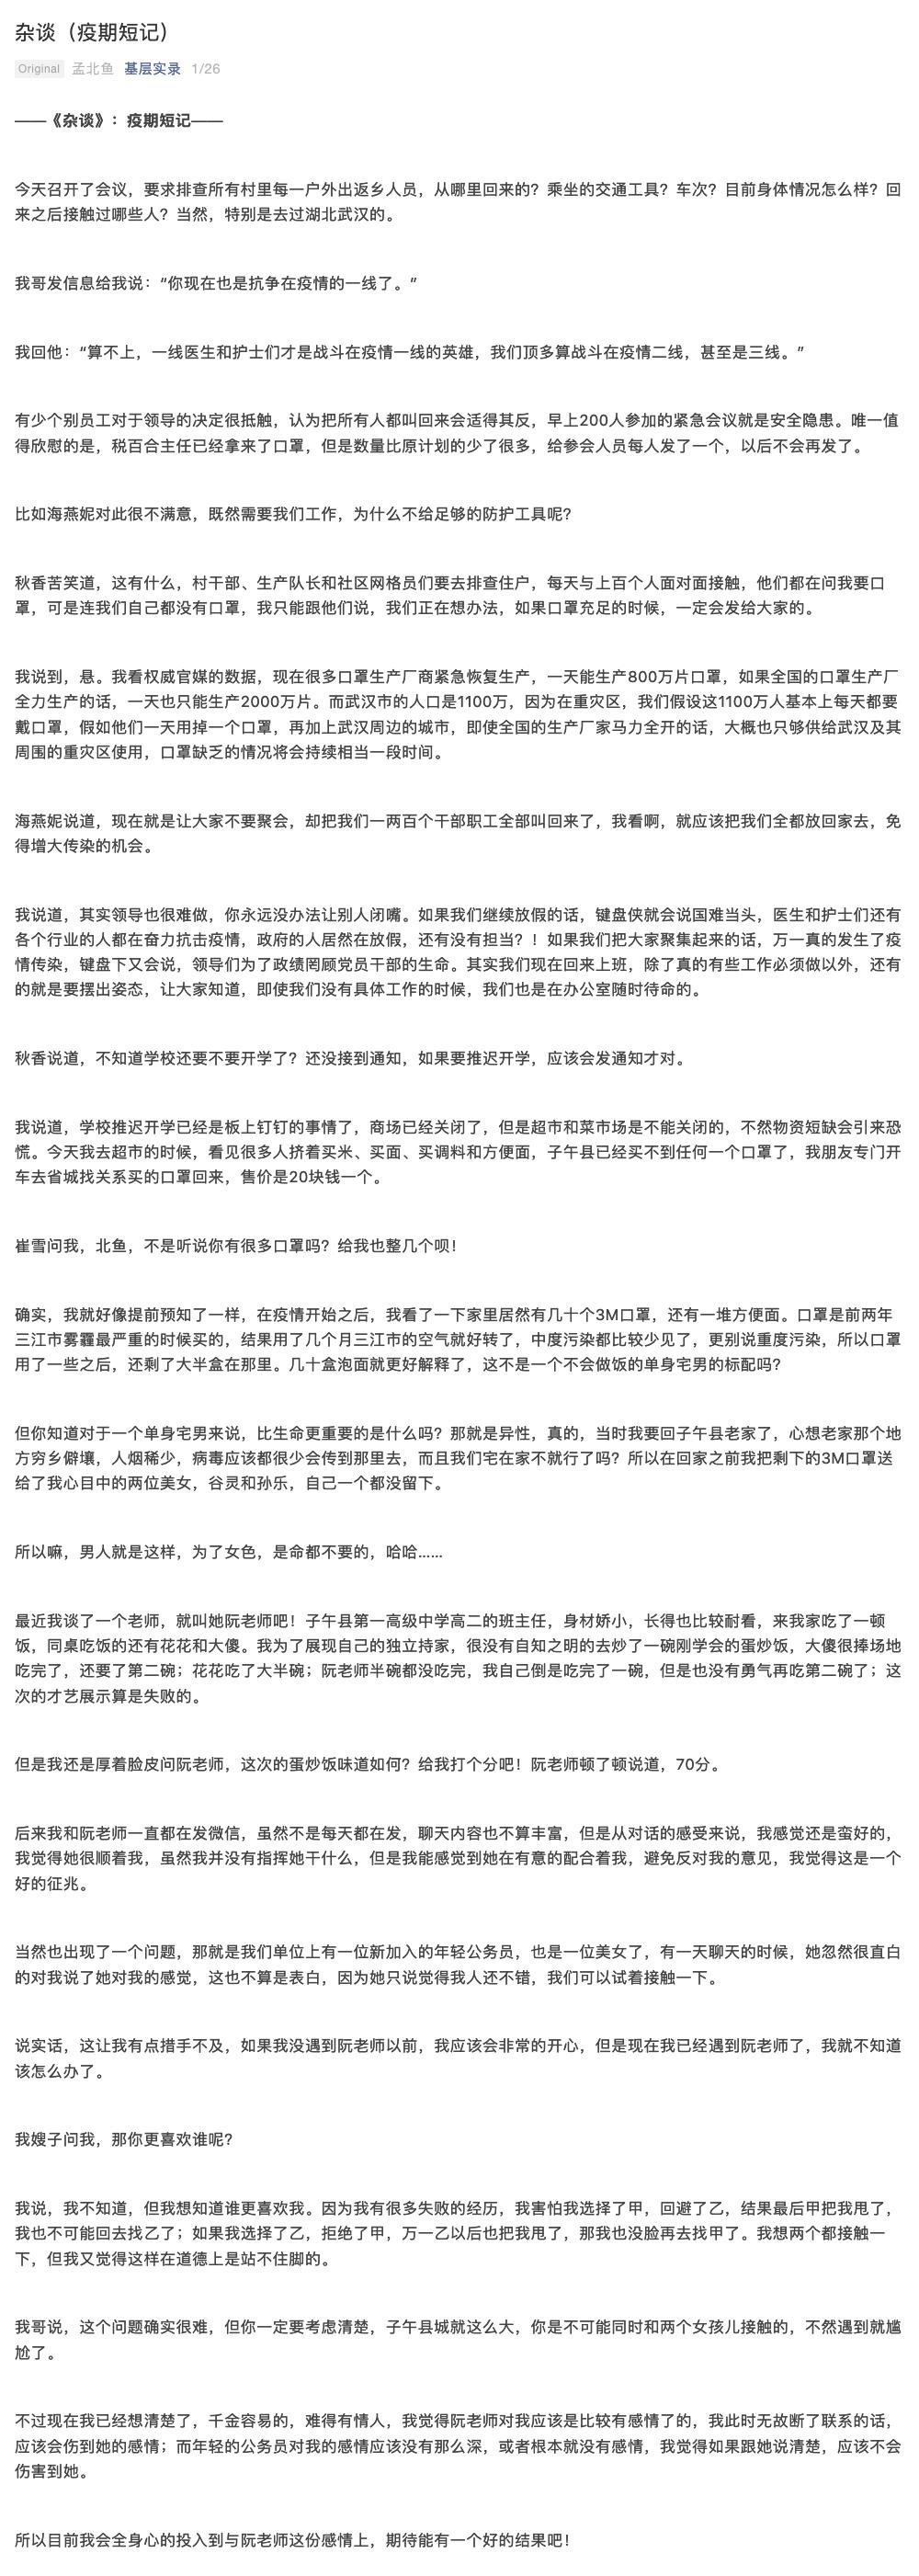 杂谈（疫期短记）
Original 孟北鱼 基层实录 1/26
——《杂谈》：疫期短记——
今天召开了会议，要求排查所有村里每一户外出返乡人员，从哪里回来的？乘坐的交通工具？车次？目前身体情况怎么样？回
来之后接触过哪些人？当然，特别是去过湖北武汉的。
我哥发信息给我说：“你现在也是抗争在疫情的一线了。”
我回他：“算不上，一线医生和护士们才是战斗在疫情一线的英雄，我们顶多算战斗在疫情二线，甚至是三线。”
有少个别员工对于领导的决定很抵触，认为把所有人都叫回来会适得其反，早上200人参加的紧急会议就是安全隐患。唯一值
得欣慰的是，税百合主任已经拿来了口罩，但是数量比原计划的少了很多，给参会人员每人发了一个，以后不会再发了。
比如海燕妮对此很不满意，既然需要我们工作，为什么不给足够的防护工具呢？
秋香苦笑道，这有什么，村干部、生产队长和社区网格员们要去排查住户，每天与上百个人面对面接触，他们都在问我要口
罩，可是连我们自己都没有口罩，我只能跟他们说，我们正在想办法，如果口罩充足的时候，一定会发给大家的。
我说到，悬。我看权威官媒的数据，现在很多口罩生产厂商紧急恢复生产，一天能生产800万片口罩，如果全国的口罩生产厂
全力生产的话，一天也只能生产2000万片。而武汉市的人口是1100万，因为在重灾区，我们假设这1100万人基本上每天都要
戴口罩，假如他们一天用掉一个口罩，再加上武汉周边的城市，即使全国的生产厂家马力全开的话，大概也只够供给武汉及其
周围的重灾区使用，口罩缺乏的情况将会持续相当一段时间。
海燕妮说道，现在就是让大家不要聚会，却把我们一两百个干部职工全部叫回来了，我看啊，就应该把我们全都放回家去，免
得增大传染的机会。
我说道，其实领导也很难做，你永远没办法让别人闭嘴。如果我们继续放假的话，键盘侠就会说国难当头，医生和护士们还有
各个行业的人都在奋力抗击疫情，政府的人居然在放假，还有没有担当？！如果我们把大家聚集起来的话，万一真的发生了疫
情传染，键盘下又会说，领导们为了政绩罔顾党员干部的生命。其实我们现在回来上班，除了真的有些工作必须做以外，还有
的就是要摆出姿态，让大家知道，即使我们没有具体工作的时候，我们也是在办公室随时待命的。
秋香说道，不知道学校还要不要开学了？还没接到通知，如果要推迟开学，应该会发通知才对。
我说道，学校推迟开学已经是板上钉钉的事情了，商场已经关闭了，但是超市和菜市场是不能关闭的，不然物资短缺会引来恐
慌。今天我去超市的时候，看见很多人挤着买米、买面、买调料和方便面，子午县已经买不到任何一个口罩了，我朋友专门开
车去省城找关系买的口罩回来，售价是20块钱一个。
崔雪问我，北鱼，不是听说你有很多口罩吗？给我也整几个呗！
确实，我就好像提前预知了一样，在疫情开始之后，我看了一下家里居然有几十个3M口罩，还有一堆方便面。口罩是前两年
三江市雾霾最严重的时候买的，结果用了几个月三江市的空气就好转了，中度污染都比较少见了，更别说重度污染，所以口罩
用了一些之后，还剩了大半盒在那里。几十盒泡面就更好解释了，这不是一个不会做饭的单身宅男的标配吗？
但你知道对于一个单身宅男来说，比生命更重要的是什么吗？那就是异性，真的，当时我要回子午县老家了，心想老家那个地
方穷乡僻壤，人烟稀少，病毒应该都很少会传到那里去，而且我们宅在家不就行了吗？所以在回家之前我把剩下的3M口罩送
给了我心目中的两位美女，谷灵和孙乐，自己一个都没留下。
所以嘛，男人就是这样，为了女色，是命都不要的，哈哈……
最近我谈了一个老师，就叫她阮老师吧！子午县第一高级中学高二的班主任，身材娇小，长得也比较耐看，来我家吃了一顿
饭，同桌吃饭的还有花花和大傻。我为了展现自己的独立持家，很没有自知之明的去炒了一碗刚学会的蛋炒饭，大傻很捧场地
吃完了，还要了第二碗；花花吃了大半碗；阮老师半碗都没吃完，我自己倒是吃完了一碗，但是也没有勇气再吃第二碗了；这
次的才艺展示算是失败的。
但是我还是厚着脸皮问阮老师，这次的蛋炒饭味道如何？给我打个分吧！阮老师顿了顿说道，70分。
后来我和阮老师一直都在发微信，虽然不是每天都在发，聊天内容也不算丰富，但是从对话的感受来说，我感觉还是蛮好的，
我觉得她很顺着我，虽然我并没有指挥她干什么，但是我能感觉到她在有意的配合着我，避免反对我的意见，我觉得这是一个
好的征兆。
当然也出现了一个问题，那就是我们单位上有一位新加入的年轻公务员，也是一位美女了，有一天聊天的时候，她忽然很直白
的对我说了她对我的感觉，这也不算是表白，因为她只说觉得我人还不错，我们可以试着接触一下。
说实话，这让我有点措手不及，如果我没遇到阮老师以前，我应该会非常的开心，但是现在我已经遇到阮老师了，我就不知道
该怎么办了。
我嫂子问我，那你更喜欢谁呢？
我说，我不知道，但我想知道谁更喜欢我。因为我有很多失败的经历，我害怕我选择了甲，回避了乙，结果最后甲把我甩了，
我也不可能回去找乙了；如果我选择了乙，拒绝了甲，万一乙以后也把我甩了，那我也没脸再去找甲了。我想两个都接触一
下，但我又觉得这样在道德上是站不住脚的。
我哥说，这个问题确实很难，但你一定要考虑清楚，子午县城就这么大，你是不可能同时和两个女孩儿接触的，不然遇到就尴
尬了。
不过现在我已经想清楚了，千金容易的，难得有情人，我觉得阮老师对我应该是比较有感情了的，我此时无故断了联系的话，
应该会伤到她的感情；而年轻的公务员对我的感情应该没有那么深，或者根本就没有感情，我觉得如果跟她说清楚，应该不会
伤害到她。
所以目前我会全身心的投入到与阮老师这份感情上，期待能有一个好的结果吧！